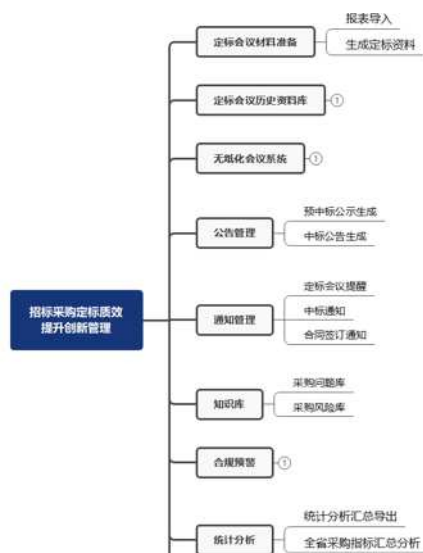 报表导入
定标会议材料准备
生成定标资料
定标会议历史资料库
1
无纸化会议系统
1
预中标公示生成
公告管理
中标公告生成
招标采购定标质效
提升创新管理
定标会议提醒
通知管理
中标通知
合同签订通知
采购问题库
知识库
采购风险库
合规预警
1
统计分析汇总导出
统计分析
全省采购指标汇总分析